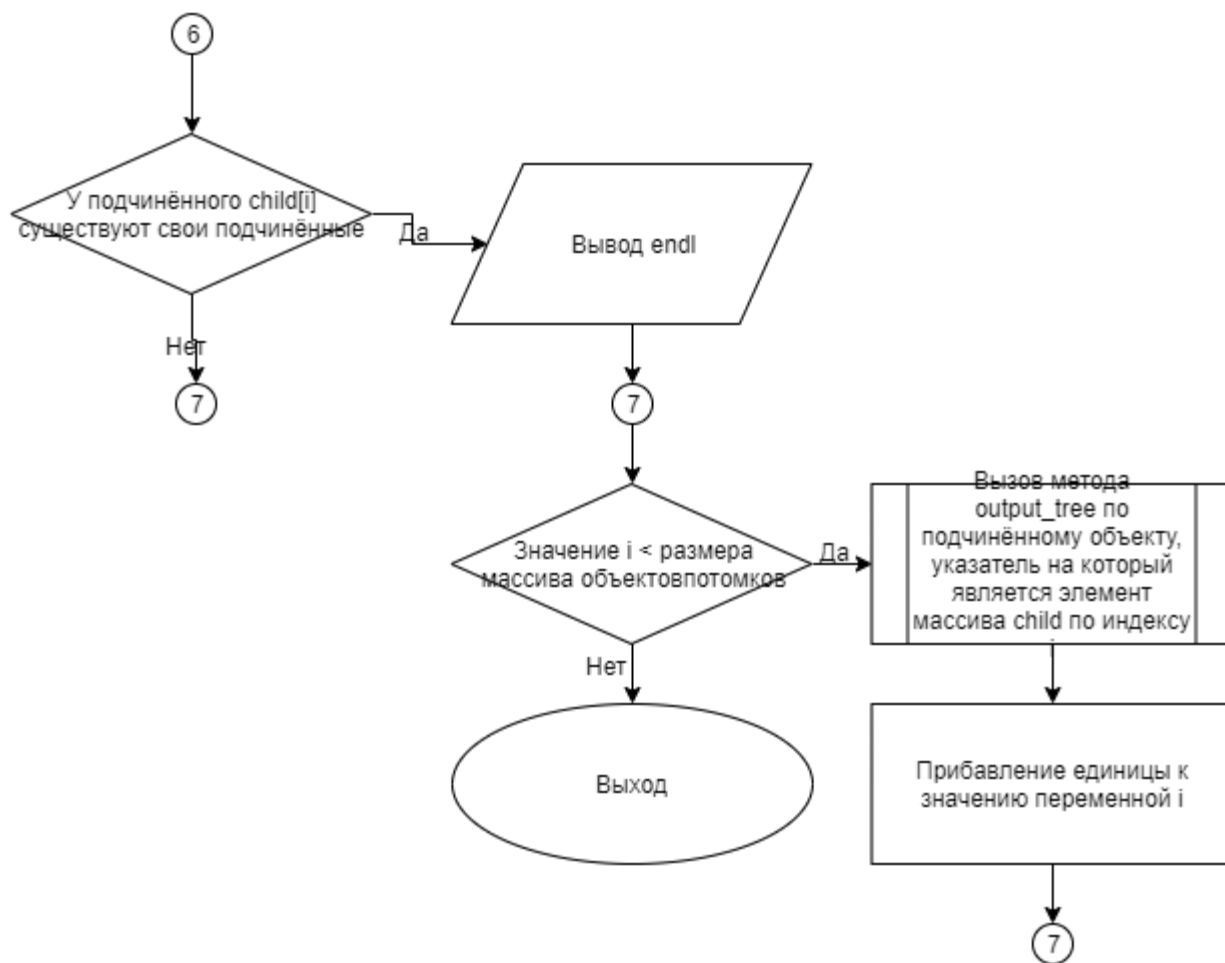 6
У подчинённого child[i]
существуют свои подчинённые
Да
Вывод endl
Нет
7
7
Значение i < размера
массива объектовпотомков
Да
Вызов метода
output_tree по
подчинённому объекту,
указатель на который
является элемент
массива child по индексу
i
Нет
Выход
Прибавление единицы к
значению переменной i
7